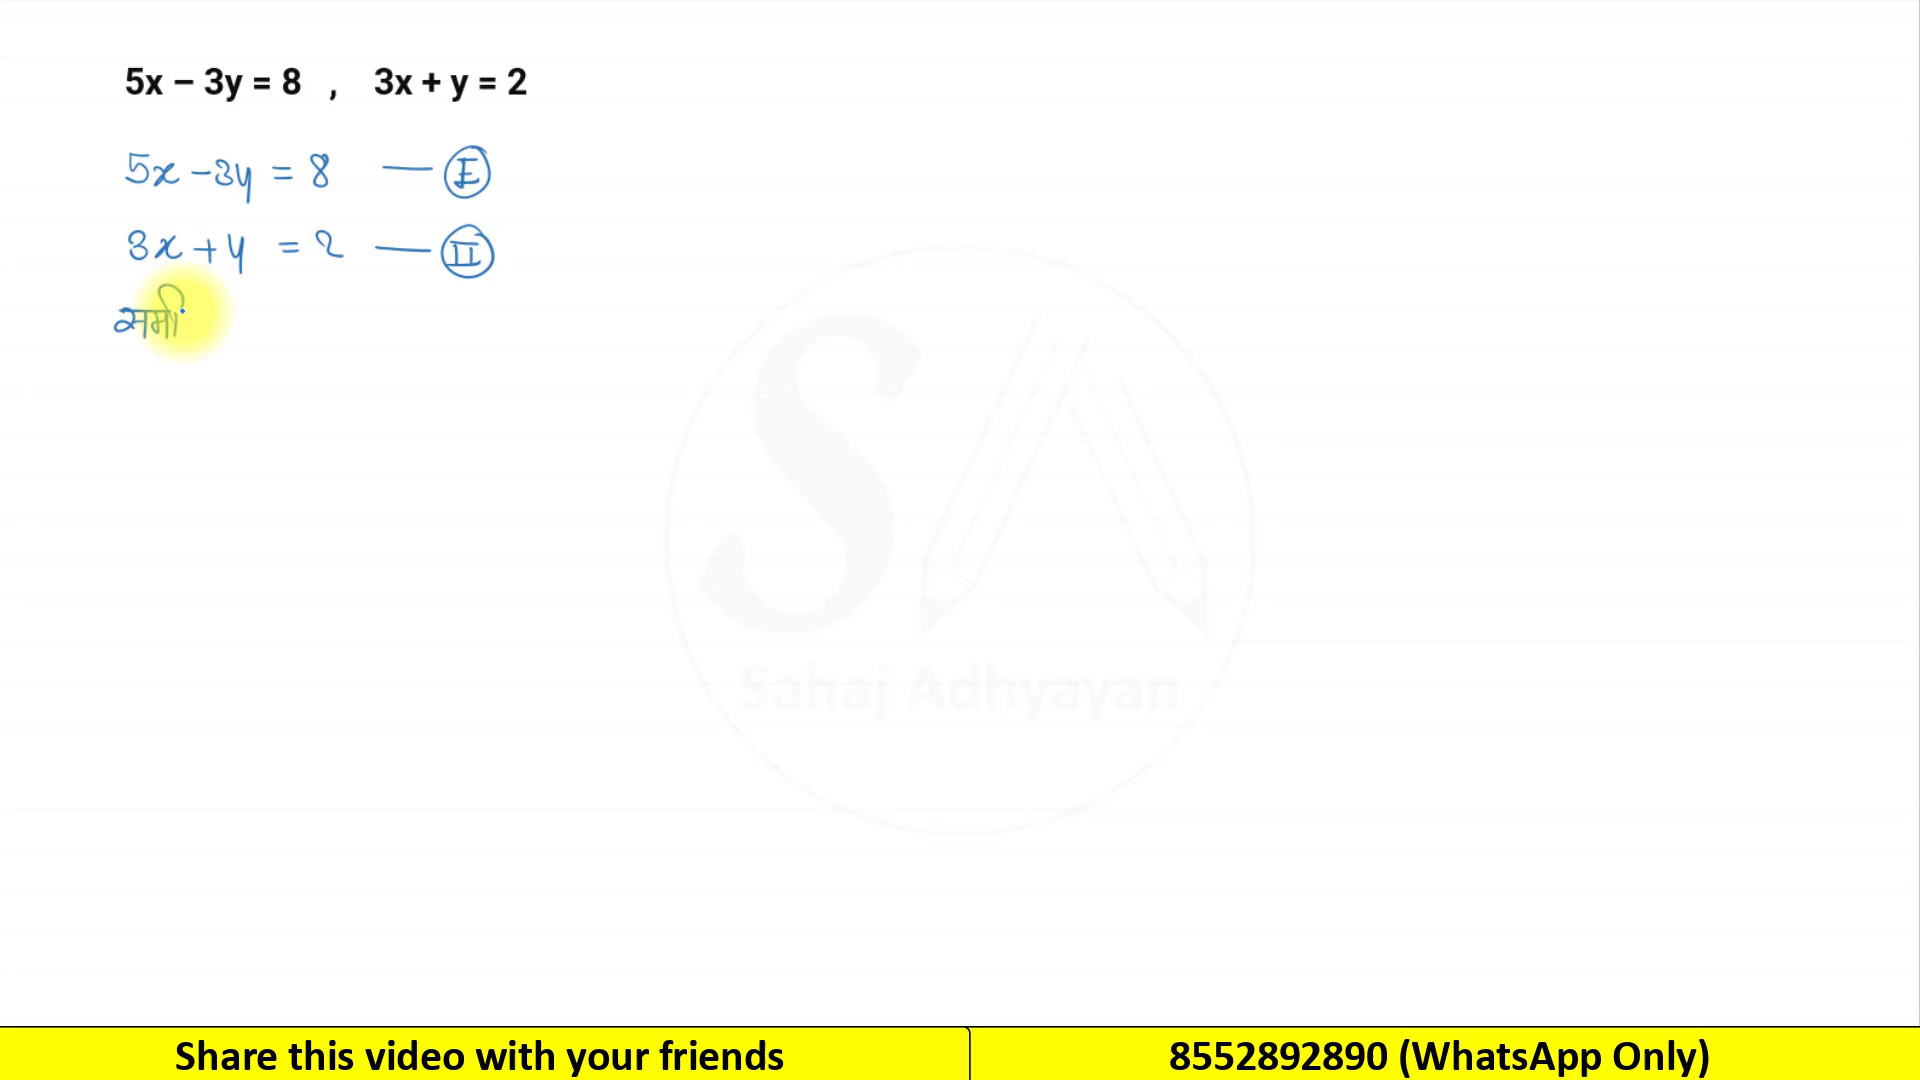 5x – 3y = 8 , 3x + y = 2
5x - 3y = 8 — I
3x + y = 2 — II
समी
Sahaj Adhyayan
Share this video with your friends
8552892890 (WhatsApp Only)